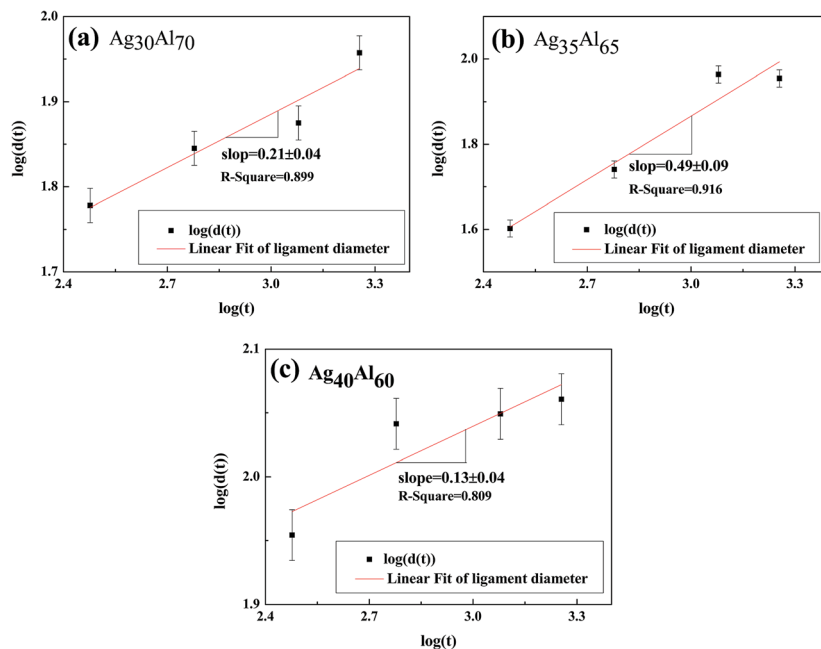 (a) Ag30Al70
2.0
1.9
1.8
1.7
log(d(t))
slop=0.21±0.04
R-Square=0.899
log(d(t))
Linear Fit of ligament diameter
2.4 2.7 3.0 3.3
log(t)
(b) Ag35Al65
2.0
1.8
1.6
log(d(t))
slop=0.49±0.09
R-Square=0.916
log(d(t))
Linear Fit of ligament diameter
2.4 2.7 3.0 3.3
log(t)
(c) Ag40Al60
2.1
2.0
1.9
log(d(t))
slope=0.13±0.04
R-Square=0.809
log(d(t))
Linear Fit of ligament diameter
2.4 2.7 3.0 3.3
log(t)